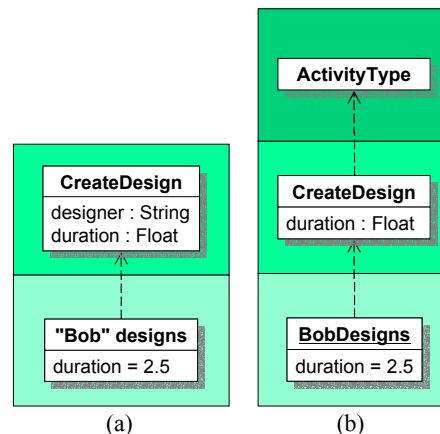 CreateDesign
designer : String
duration : Float
"Bob" designs
duration = 2.5
(a)
ActivityType
CreateDesign
duration : Float
BobDesigns
duration = 2.5
(b)